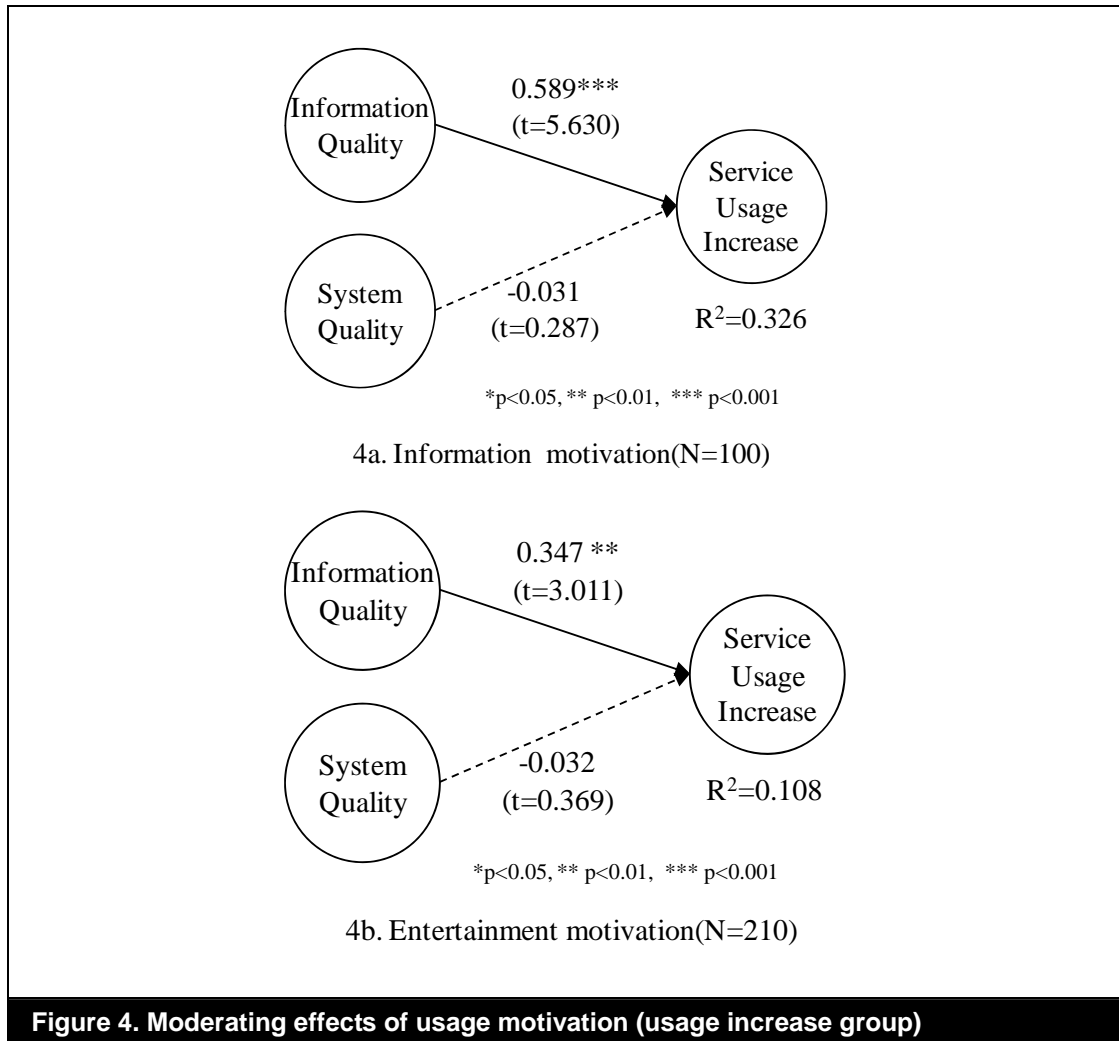 0.589***
(t=5.630)
Information
Quality
Service
Usage
Increase
System
Quality
-0.031
(t=0.287)
R²=0.326
*p<0.05, ** p<0.01, *** p<0.001
4a. Information motivation(N=100)
0.347 **
(t=3.011)
Information
Quality
Service
Usage
Increase
System
Quality
-0.032
(t=0.369)
R²=0.108
*p<0.05, ** p<0.01, *** p<0.001
4b. Entertainment motivation(N=210)
Figure 4. Moderating effects of usage motivation (usage increase group)